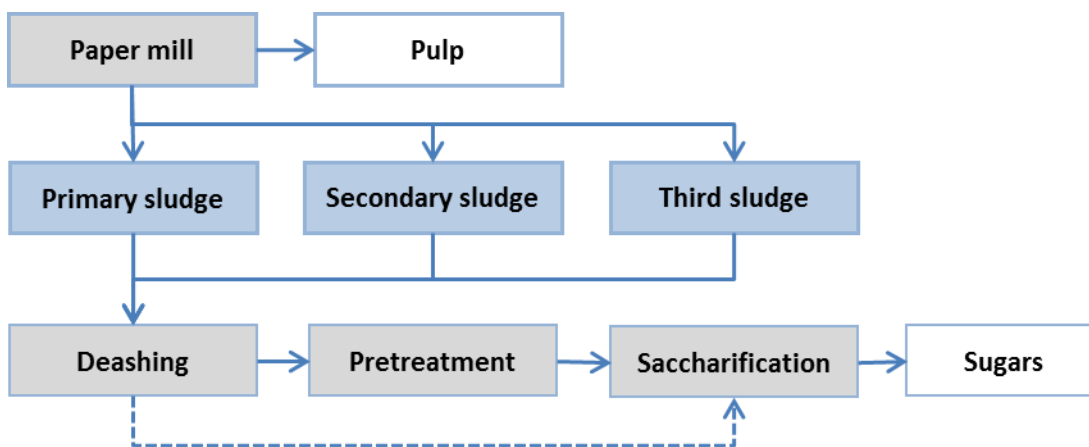 Paper mill
Pulp
Primary sludge
Secondary sludge
Third sludge
Deashing
Pretreatment
Saccharification
Sugars